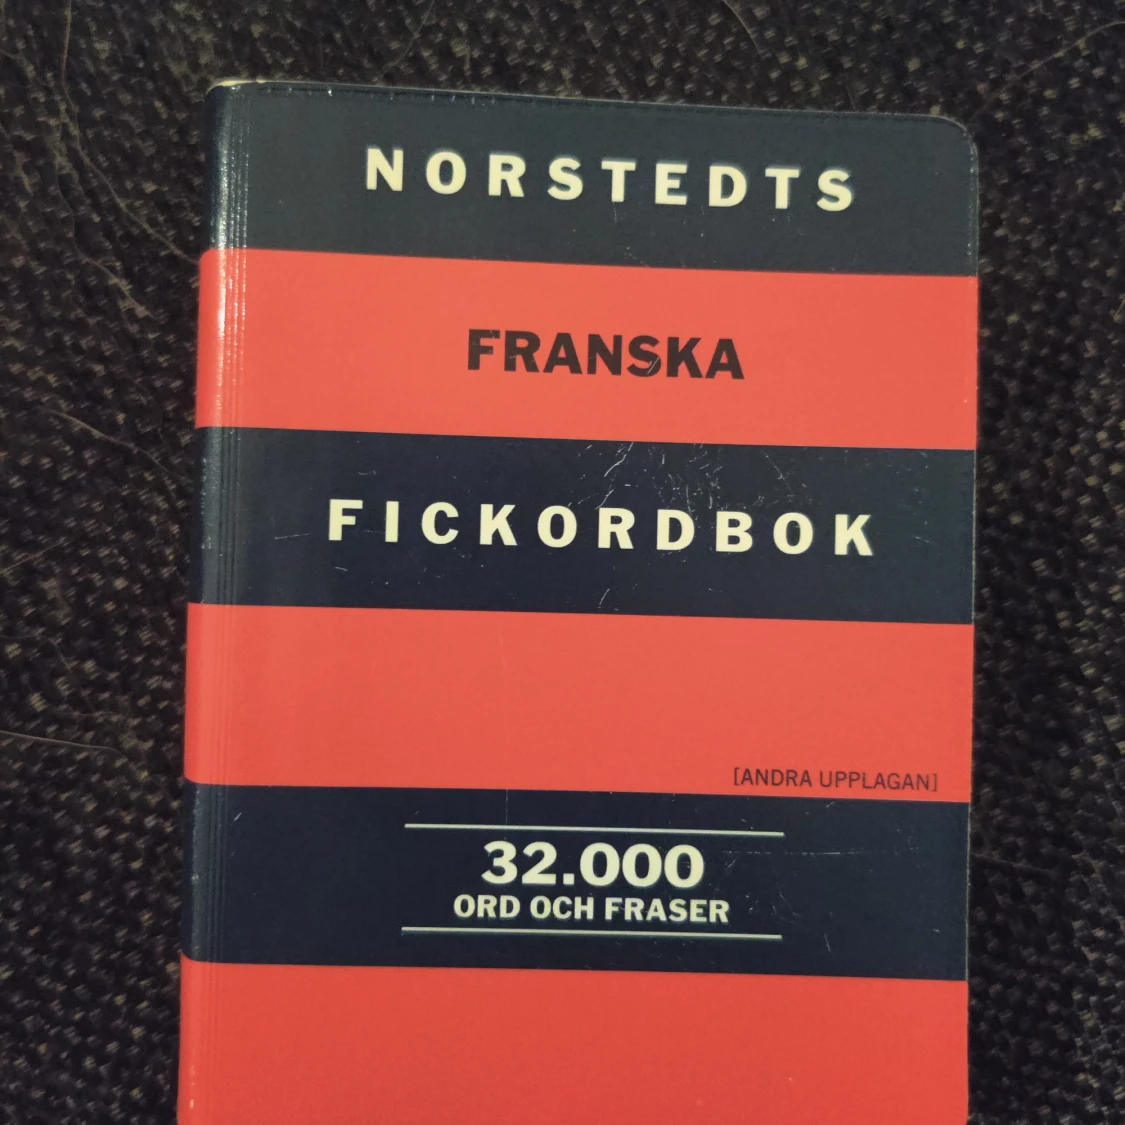 NORSTEDTS
FRANSKA
FICKORDBOK
[ANDRA UPPLAGAN]
32.000
ORD OCH FRASER